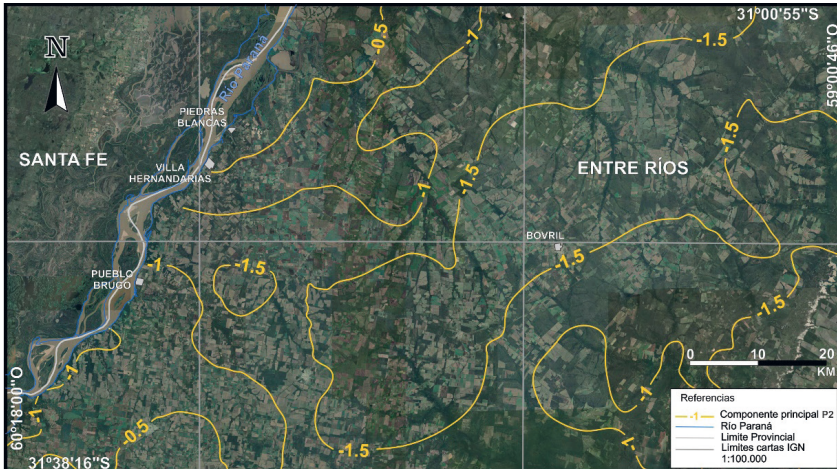 31°00'55"S
59°00'46"O
N
-0.5
-1
-1.5
Río Paraná
PIEDRAS
BLANCAS
-1.5
SANTA FE
VILLA
HERNANDARIAS
ENTRE RÍOS
-1
-1.5
BOVRIL
-1
-1.5
-1.5
PUEBLO
BRUGO
-1.5
0 10 20
KM
-1
60°18'00"O
-1
-1
-0.5
-1.5
-1
31°38'16"S
Referencias
-1 Componente principal P2
Río Paraná
Limite Provincial
Limites cartas IGN
1:100.000